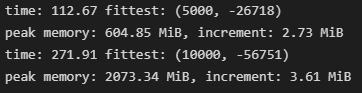 time: 112.67 fittest: (5000, -26718)
peak memory: 604.85 MiB, increment: 2.73 MiB
time: 271.91 fittest: (10000, -56751)
peak memory: 2073.34 MiB, increment: 3.61 MiB